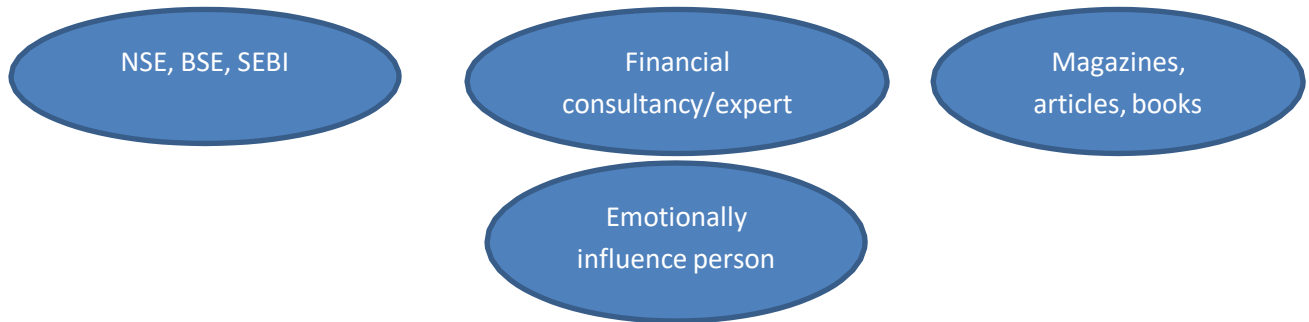 NSE, BSE, SEBI
Financial
consultancy/expert
Magazines,
articles, books
Emotionally
influence person